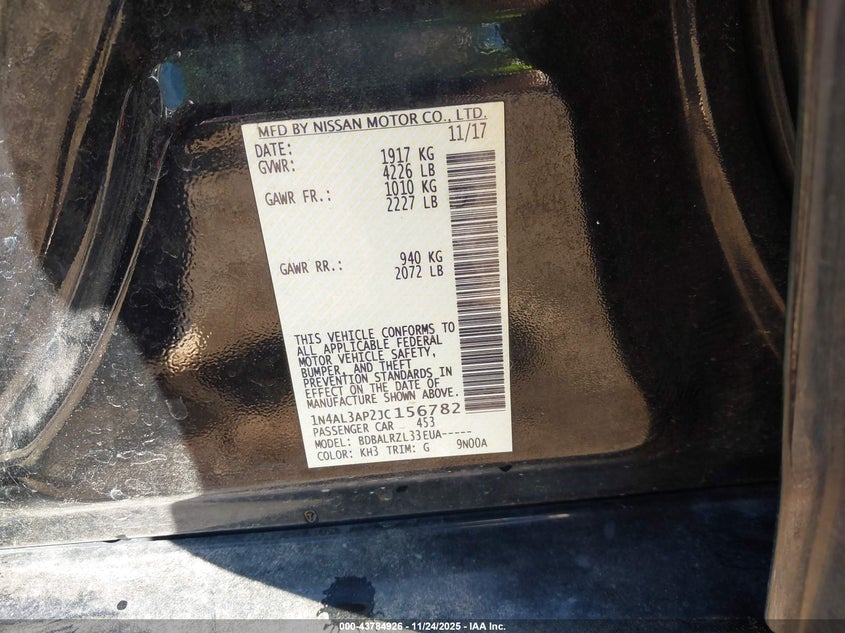 MFD BY NISSAN MOTOR CO., LTD.
DATE: 11/17
GVWR: 1917 KG
4226 LB
GAWR FR.: 1010 KG
2227 LB
GAWR RR.: 940 KG
2072 LB
THIS VEHICLE CONFORMS TO
ALL APPLICABLE FEDERAL
MOTOR VEHICLE SAFETY,
BUMPER, AND THEFT
PREVENTION STANDARDS IN
EFFECT ON THE DATE OF
MANUFACTURE SHOWN ABOVE.
1N4AL3AP2JC156782
PASSENGER CAR 453
MODEL: BDBALRZL33EUA-----
COLOR: KH3 TRIM: G 9N00A
000-43784926 - 11/24/2025 - IAA Inc.